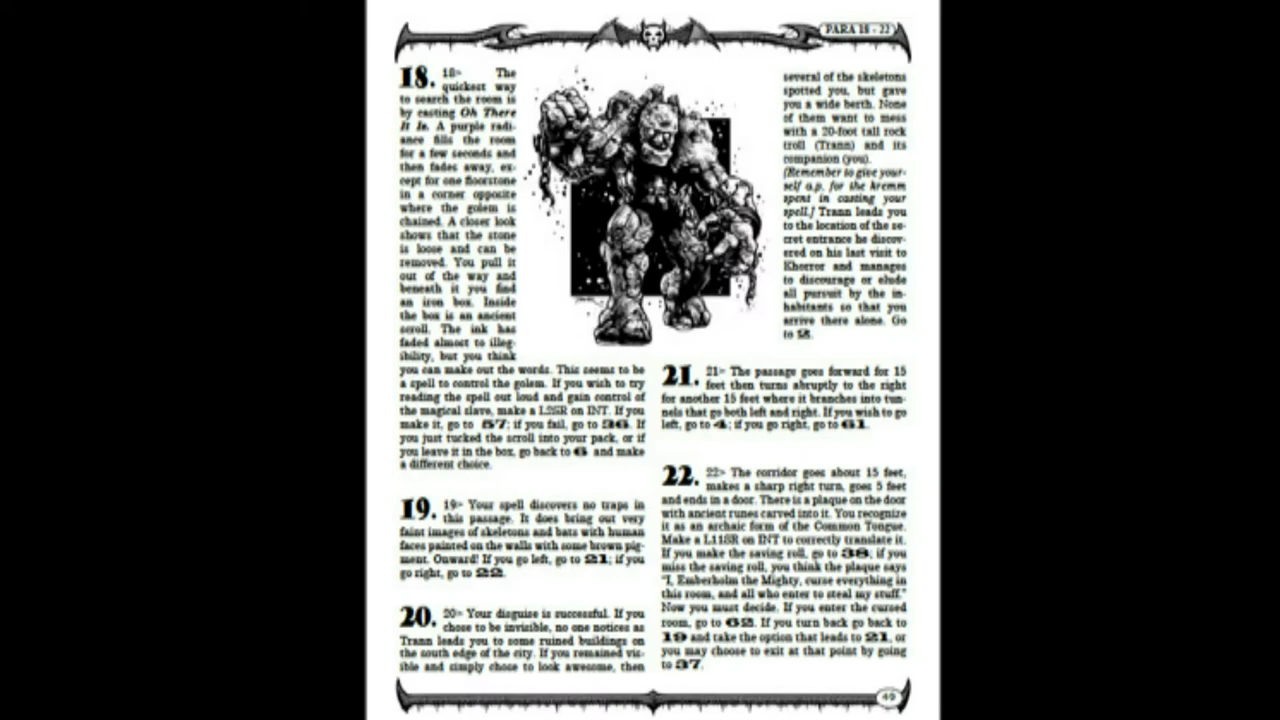 PARA 18 - 22
18. 18> The
quickest way
to search the room is
by casting Oh There
It Is. A purple radi-
ance fills the room
for a few seconds and
then fades away, ex-
cept for one floorstone
in a corner opposite
where the golem is
chained. A closer look
shows that the stone
is loose and can be
removed. You pull it
out of the way and
beneath it you find
an iron box. Inside
the box is an ancient
scroll. The ink has
faded almost to illeg-
ibility, but you think
you can make out the words. This seems to be
a spell to control the golem. If you wish to try
reading the spell out loud and gain control of
the magical slave, make a L2SR on INT. If you
make it, go to 57; if you fail, go to 36. If
you just tucked the scroll into your pack, or if
you leave it in the box, go back to 6 and make
a different choice.
19. 19> Your spell discovers no traps in
this passage. It does bring out very
faint images of skeletons and bats with human
faces painted on the walls with some brown pig-
ment. Onward! If you go left, go to 21; if you
go right, go to 22.
20. 20> Your disguise is successful. If you
chose to be invisible, no one notices as
Trann leads you to some ruined buildings on
the south edge of the city. If you remained vis-
ible and simply chose to look awesome, then
several of the skeletons
spotted you, but gave
you a wide berth. None
of them want to mess
with a 20-foot tall rock
troll (Trann) and its
companion (you).
(Remember to give your-
self a.p. for the kremm
spent in casting your
spell.] Trann leads you
to the location of the se-
cret entrance he discov-
ered on his last visit to
Khorror and manages
to discourage or elude
all pursuit by the in-
habitants so that you
arrive there alone. Go
to 2.
21. 21> The passage goes forward for 15
feet then turns abruptly to the right
for another 15 feet where it branches into tun-
nels that go both left and right. If you wish to go
left, go to 4; if you go right, go to 61.
22. 22> The corridor goes about 15 feet,
makes a sharp right turn, goes 5 feet
and ends in a door. There is a plaque on the door
with ancient runes carved into it. You recognize
it as an archaic form of the Common Tongue.
Make a L1SR on INT to correctly translate it.
If you make the saving roll, go to 38; if you
miss the saving roll, you think the plaque says
"I, Emberholm the Mighty, curse everything in
this room, and all who enter to steal my stuff."
Now you must decide. If you enter the cursed
room, go to 62. If you turn back go back to
19 and take the option that leads to 21, or
you may choose to exit at that point by going
to 37.
49